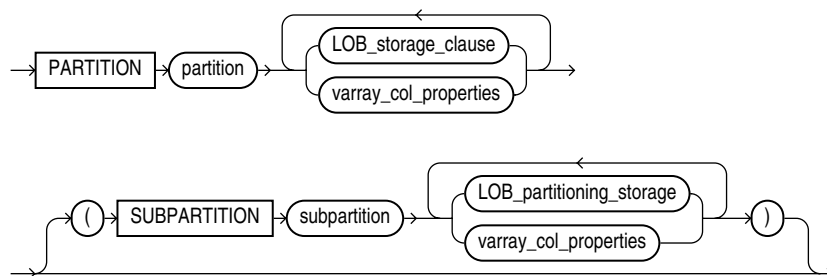 LOB_storage_clause
PARTITION partition
varray_col_properties
LOB_partitioning_storage
( SUBPARTITION subpartition )
varray_col_properties